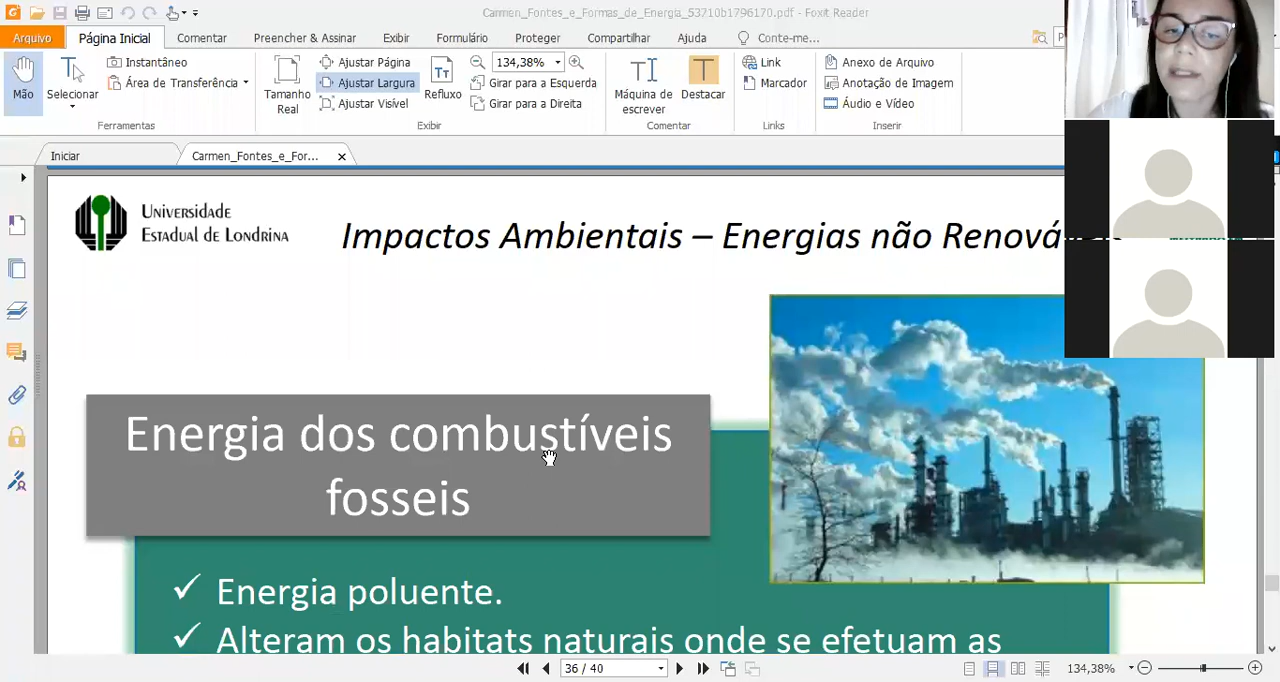 Carmen_Fontes_e_Formas_de_Energia_53710b1796170.pdf - Foxit Reader
Arquivo Página Inicial Comentar Preencher & Assinar Exibir Formulário Proteger Compartilhar Ajuda Conte-me...
Mão
Selecionar
Instantâneo
Área de Transferência
Ferramentas
Tamanho
Real
Ajustar Página
Ajustar Largura
Ajustar Visível
Refluxo
134,38%
Girar para a Esquerda
Girar para a Direita
Exibir
Máquina de
escrever
Destacar
Comentar
Link
Marcador
Links
Anexo de Arquivo
Anotação de Imagem
Áudio e Vídeo
Inserir
Iniciar
Carmen_Fontes_e_For...
Universidade
Estadual de Londrina
Impactos Ambientais – Energias não
Energia dos combustíveis
fosseis
Energia poluente.
Alteram os habitats naturais onde se efetuam as
36 / 40
134,38%